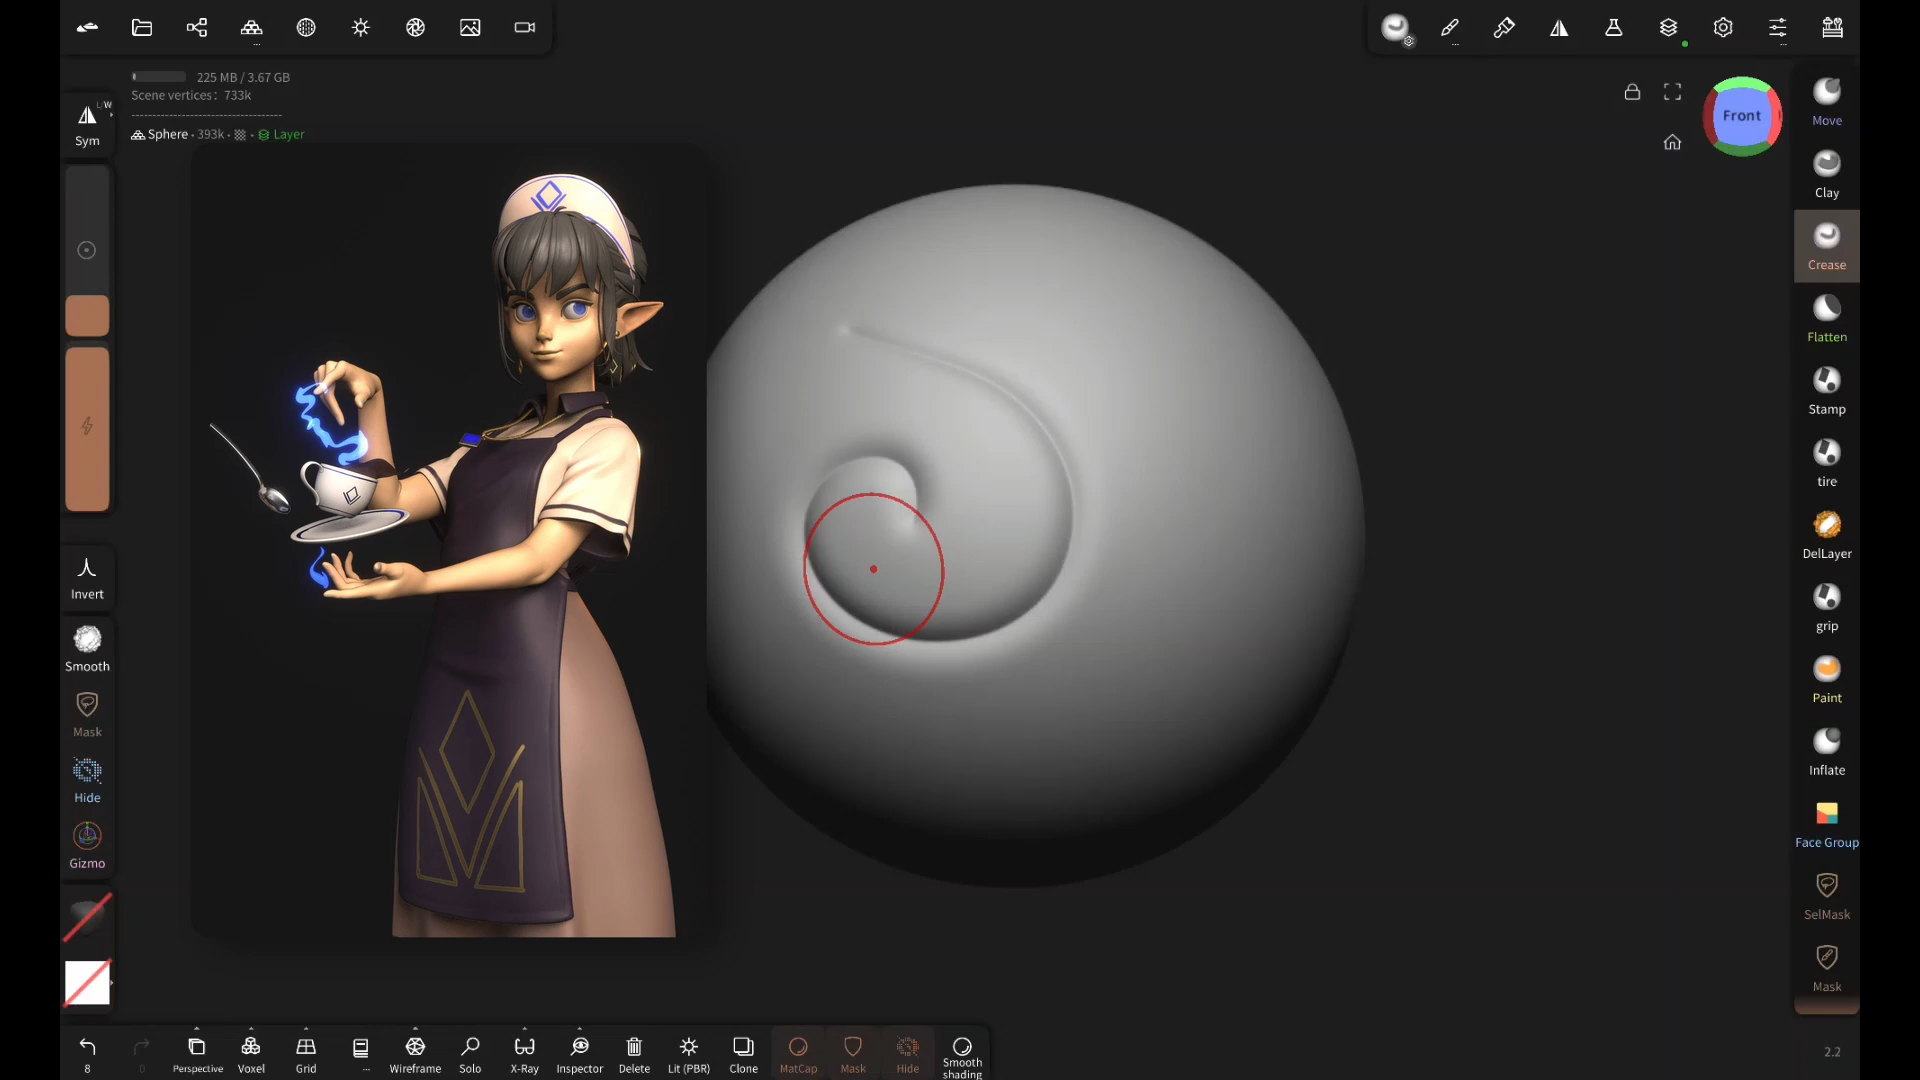 225 MB / 3.67 GB
Scene vertices: 733k
Sphere · 393k · Layer
Front
L/W
Sym
Invert
Smooth
Mask
Hide
Gizmo
Move
Clay
Crease
Flatten
Stamp
tire
DelLayer
grip
Paint
Inflate
Face Group
SelMask
Mask
8
0
Perspective
Voxel
Grid
...
Wireframe
Solo
X-Ray
Inspector
Delete
Lit (PBR)
Clone
MatCap
Mask
Hide
Smooth
shading
2.2